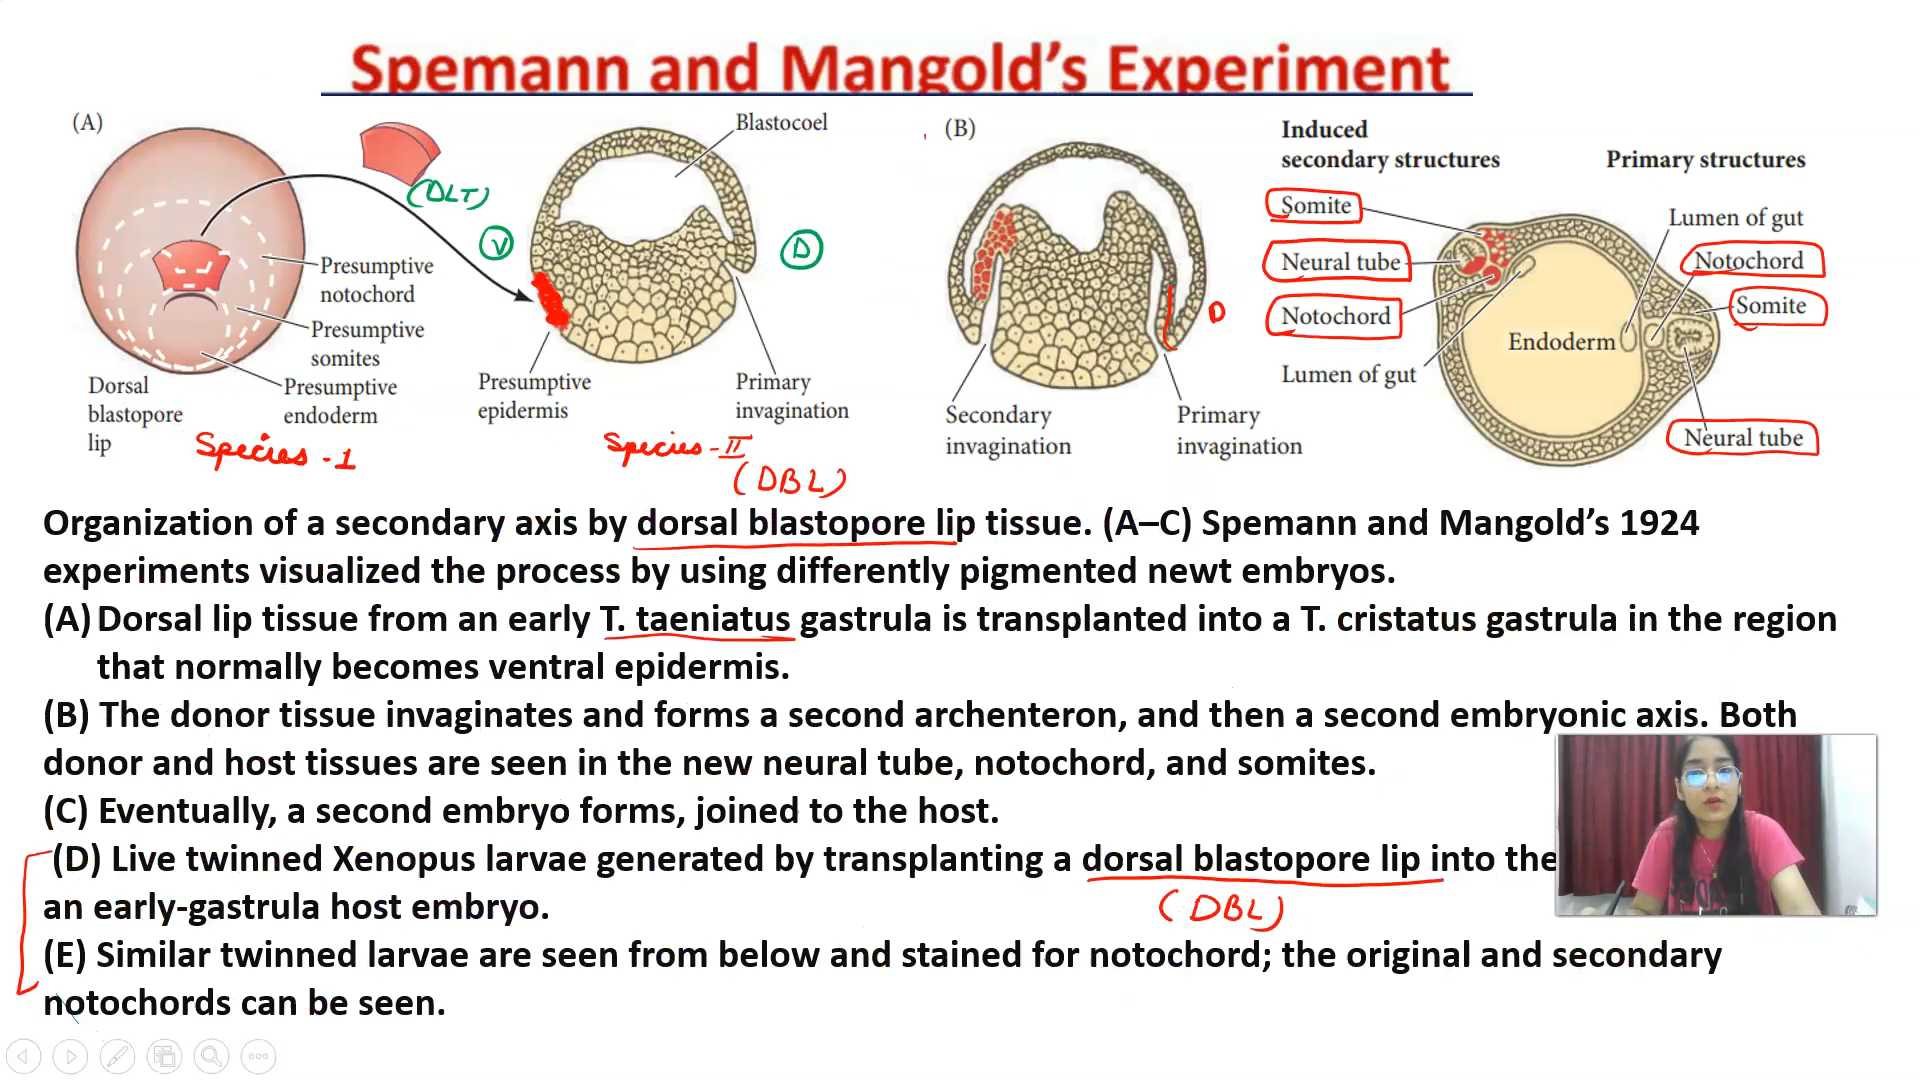 Spemann and Mangold's Experiment
(A)
(DLT)
Blastocoel
V
D
Presumptive
notochord
Presumptive
somites
Presumptive
endoderm
Dorsal
blastopore
lip
Species - 1
Presumptive
epidermis
Primary
invagination
Species - II
(DBL)
(B)
D
Secondary
invagination
Primary
invagination
Induced
secondary structures
Primary structures
Somite
Neural tube
Notochord
Lumen of gut
Endoderm
Lumen of gut
Notochord
Somite
Neural tube
Organization of a secondary axis by dorsal blastopore lip tissue. (A–C) Spemann and Mangold's 1924
experiments visualized the process by using differently pigmented newt embryos.
(A) Dorsal lip tissue from an early T. taeniatus gastrula is transplanted into a T. cristatus gastrula in the region
that normally becomes ventral epidermis.
(B) The donor tissue invaginates and forms a second archenteron, and then a second embryonic axis. Both
donor and host tissues are seen in the new neural tube, notochord, and somites.
(C) Eventually, a second embryo forms, joined to the host.
(D) Live twinned Xenopus larvae generated by transplanting a dorsal blastopore lip into the
an early-gastrula host embryo.
(DBL)
(E) Similar twinned larvae are seen from below and stained for notochord; the original and secondary
notochords can be seen.